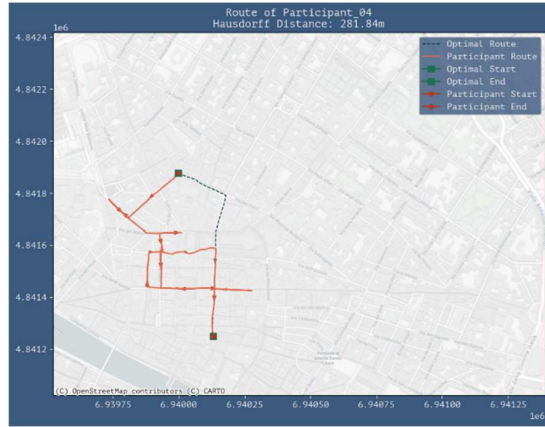 Route of Participant_04
Hausdorff Distance: 281.84m
1e6
4.8424
4.8422
4.8420
4.8418
4.8416
4.8414
4.8412
Optimal Route
Participant Route
Optimal Start
Optimal End
Participant Start
Participant End
(C) OpenStreetMap contributors (C) CARTO
6.93975 6.94000 6.94025 6.94050 6.94075 6.94100 6.94125
1e6